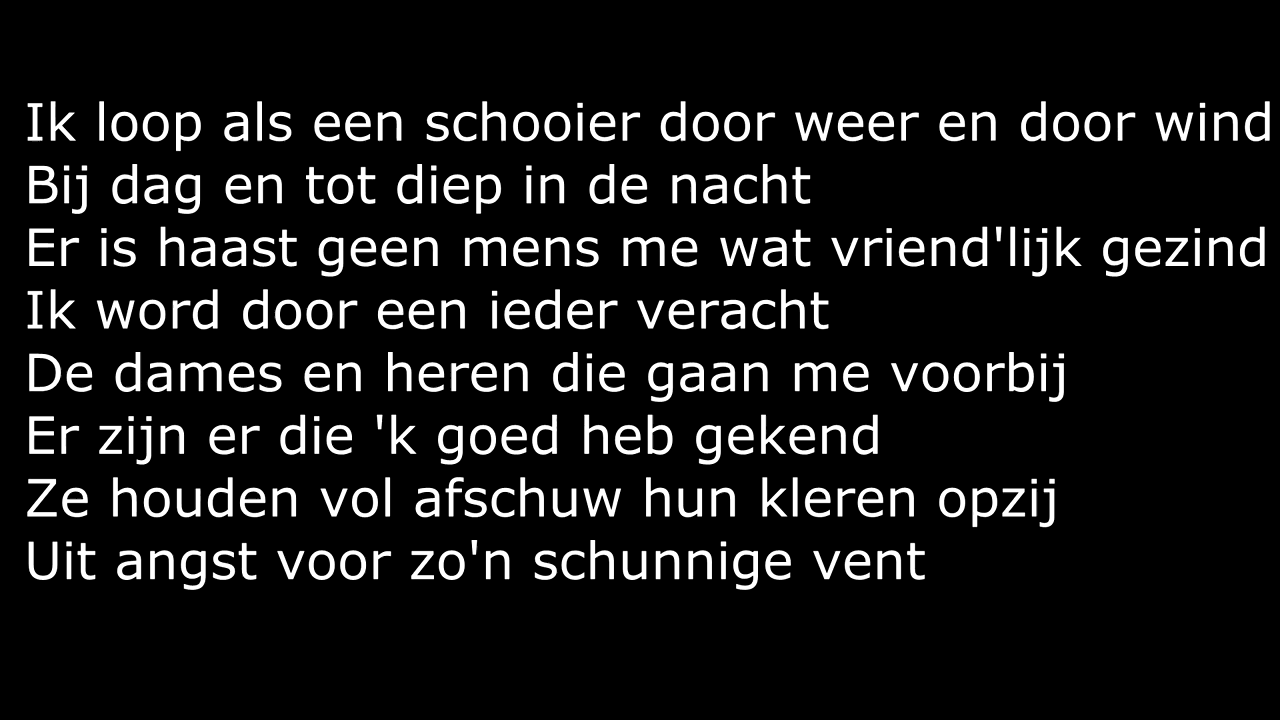 Ik loop als een schooier door weer en door wind
Bij dag en tot diep in de nacht
Er is haast geen mens me wat vriend'lijk gezind
Ik word door een ieder veracht
De dames en heren die gaan me voorbij
Er zijn er die 'k goed heb gekend
Ze houden vol afschuw hun kleren opzij
Uit angst voor zo'n schunnige vent